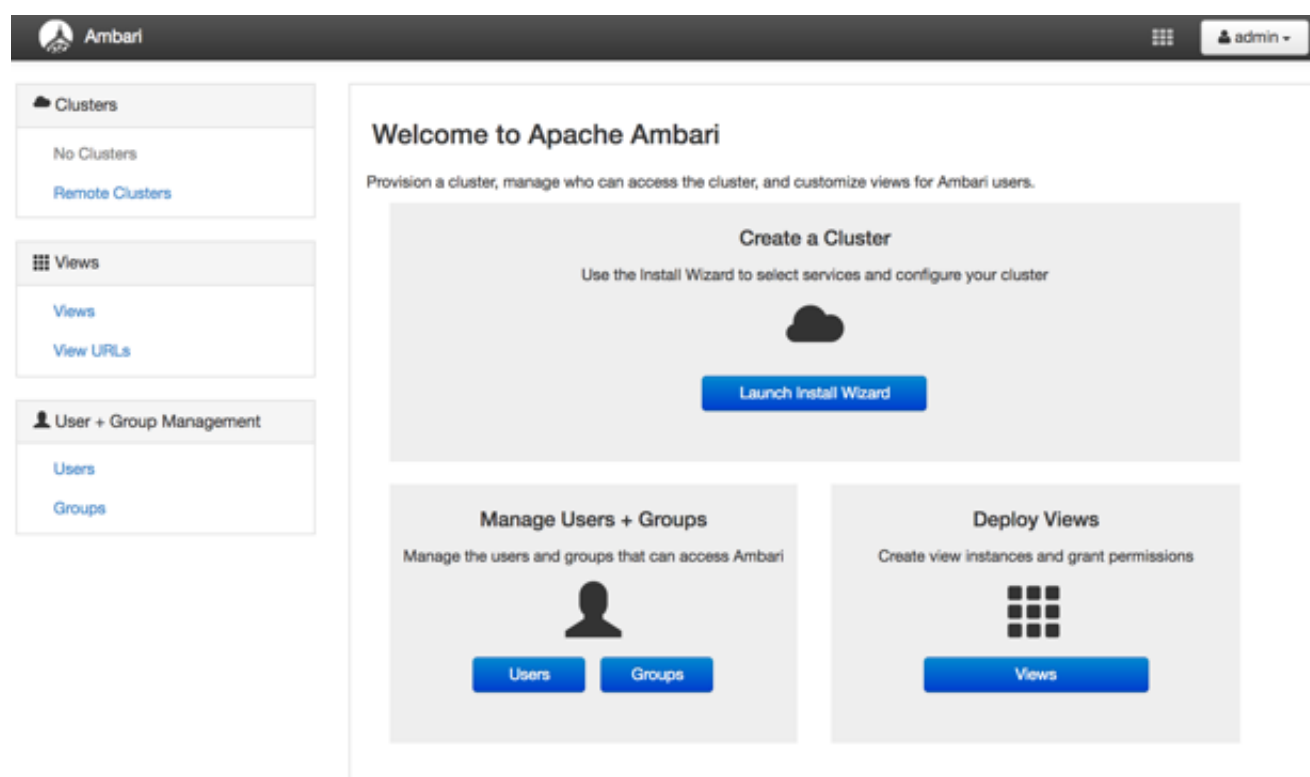 Ambari
admin
Clusters
No Clusters
Remote Clusters
Views
Views
View URLs
User + Group Management
Users
Groups
Welcome to Apache Ambari
Provision a cluster, manage who can access the cluster, and customize views for Ambari users.
Create a Cluster
Use the Install Wizard to select services and configure your cluster
Launch Install Wizard
Manage Users + Groups
Manage the users and groups that can access Ambari
Users
Groups
Deploy Views
Create view instances and grant permissions
Views